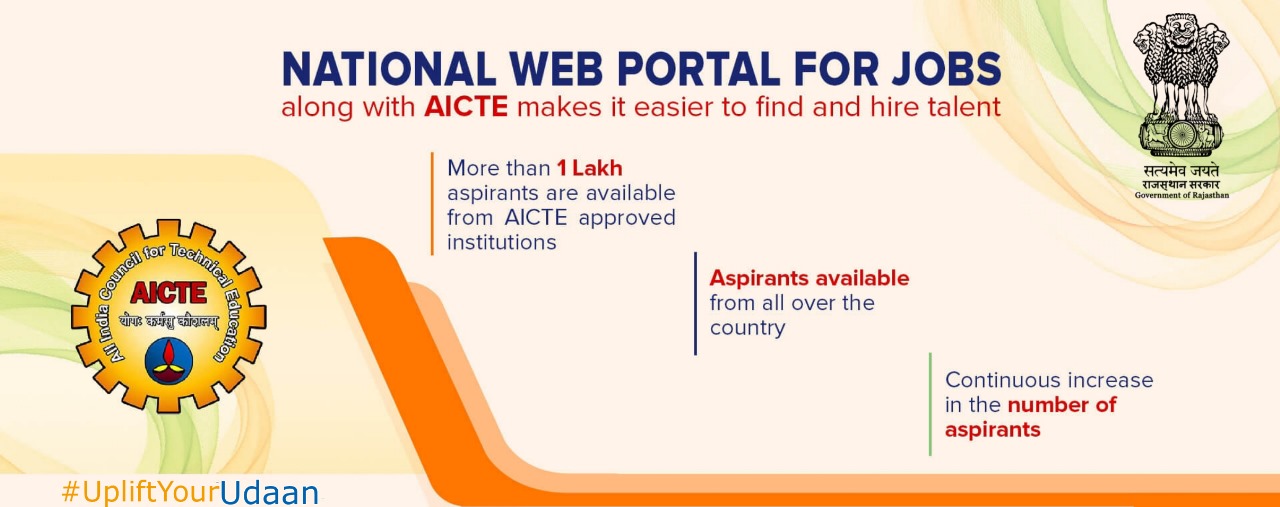 NATIONAL WEB PORTAL FOR JOBS
along with AICTE makes it easier to find and hire talent
सत्यमेव जयते
राजस्थान सरकार
Government of Rajasthan
More than 1 Lakh
aspirants are available
from AICTE approved
institutions
All India Council for Technical Education
AICTE
योगः कर्मसु कौशलम्
Aspirants available
from all over the
country
Continuous increase
in the number of
aspirants
#UpliftYourUdaan